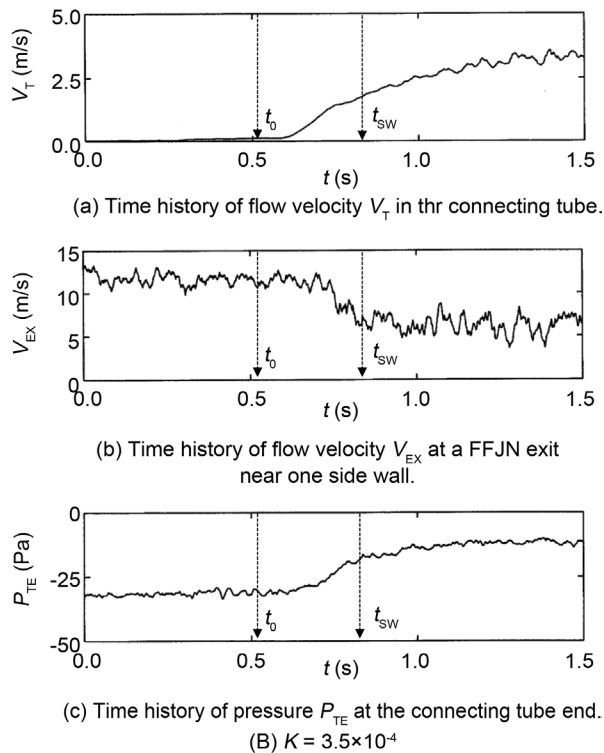 5.0
V_T (m/s)
2.5
0.0
t_0
t_SW
0.0 0.5 1.0 1.5
t (s)
(a) Time history of flow velocity V_T in thr connecting tube.
15
V_EX (m/s)
10
5
0
t_0
t_SW
0.0 0.5 1.0 1.5
t (s)
(b) Time history of flow velocity V_EX at a FFJN exit
near one side wall.
0
P_TE (Pa)
-25
-50
t_0
t_SW
0.0 0.5 1.0 1.5
t (s)
(c) Time history of pressure P_TE at the connecting tube end.
(B) K = 3.5×10^-4